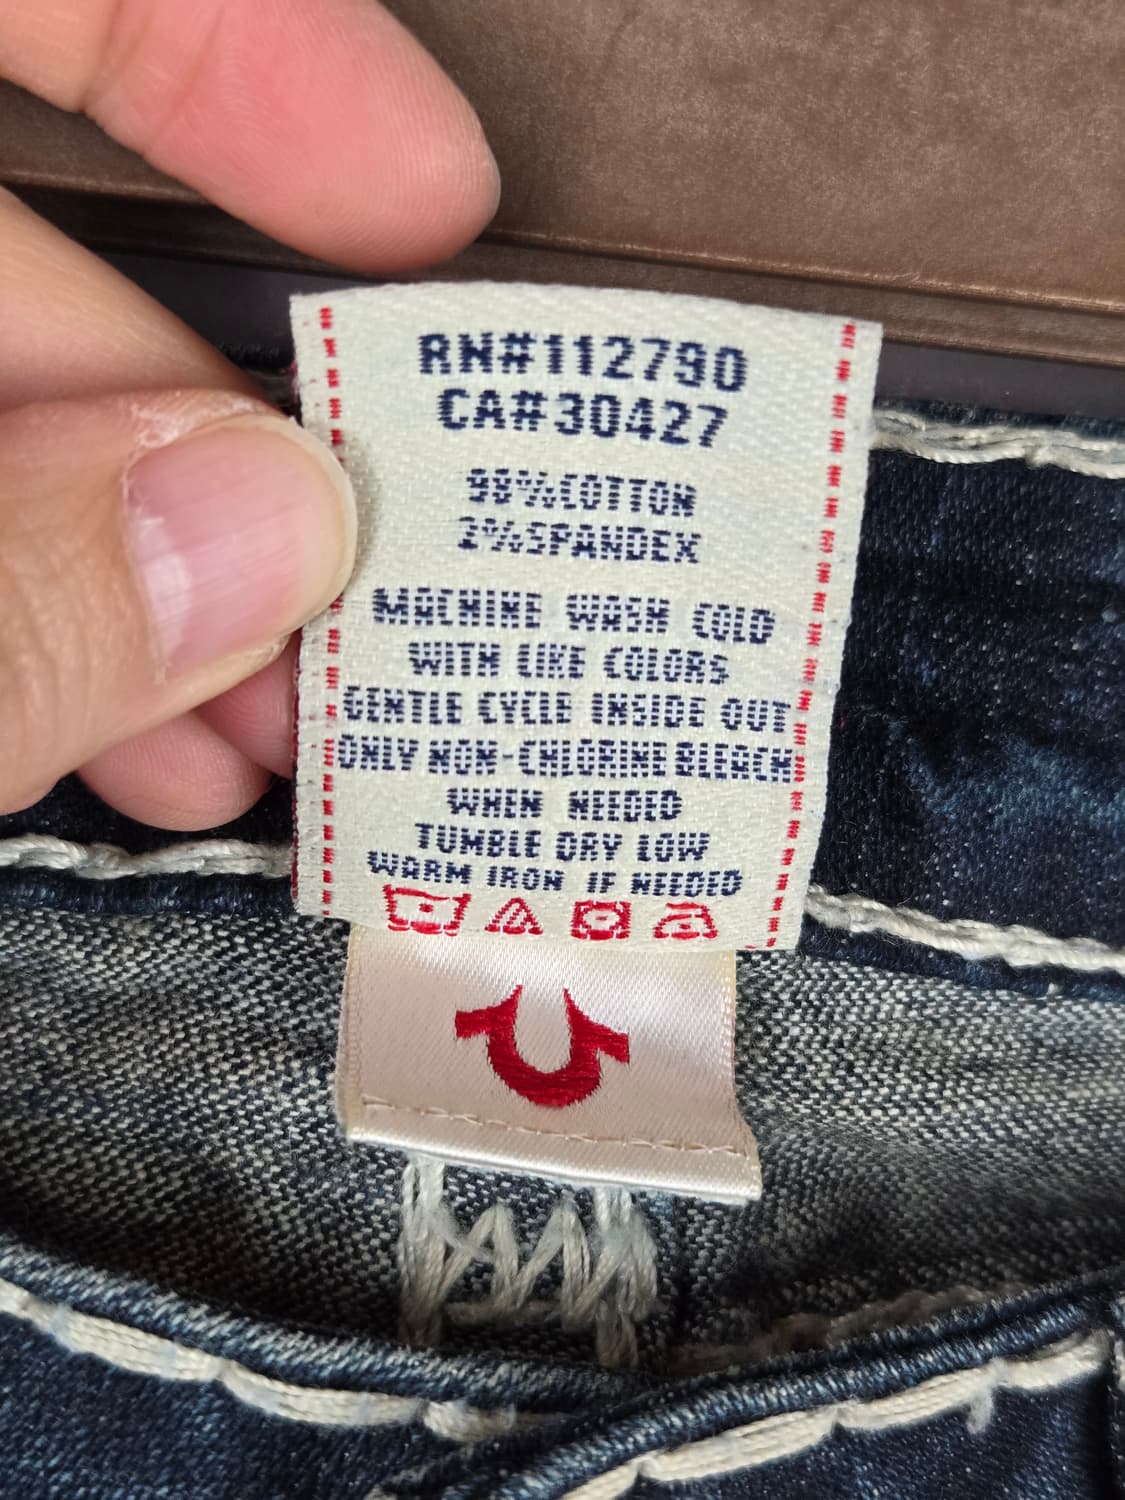 RN#112790
CA#30427
98%COTTON
2%SPANDEX
MACHINE WASH COLD
WITH LIKE COLORS
GENTLE CYCLE INSIDE OUT
ONLY NON-CHLORINE BLEACH
WHEN NEEDED
TUMBLE DRY LOW
WARM IRON IF NEEDED